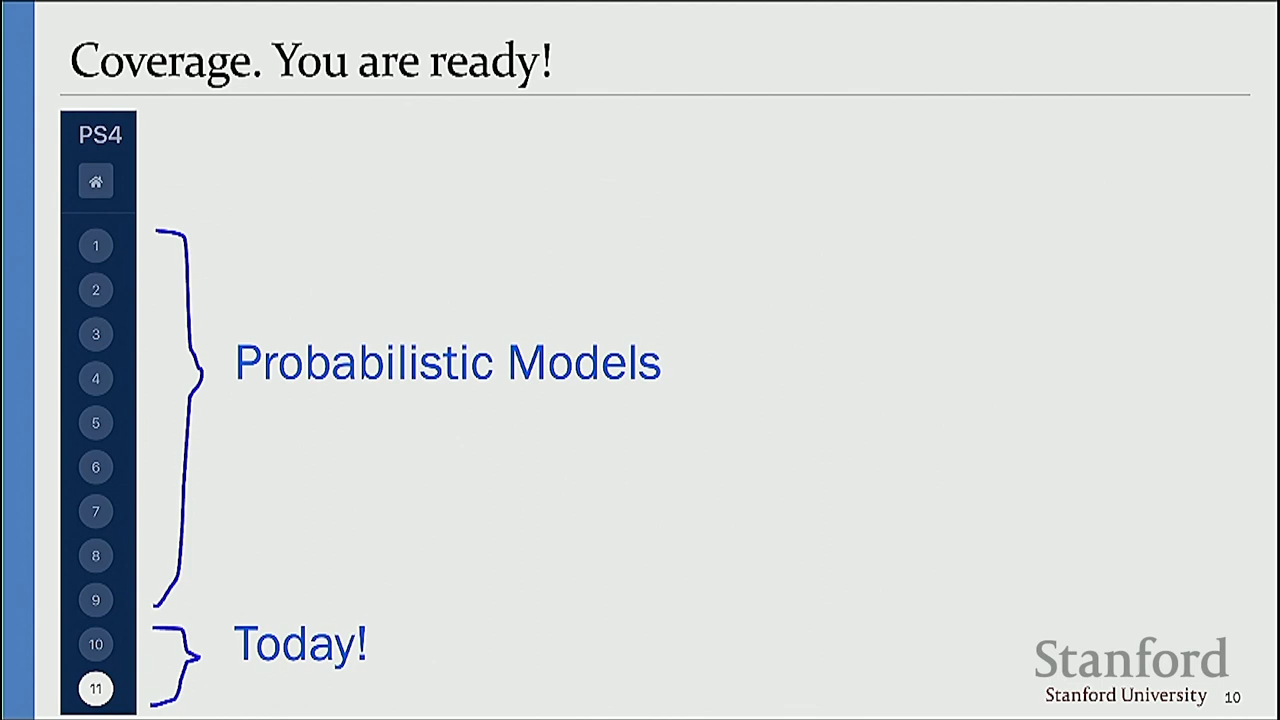 Coverage. You are ready!
PS4
1
2
3
4
5
6
7
8
9
10
11
Probabilistic Models
Today!
Stanford
Stanford University
10